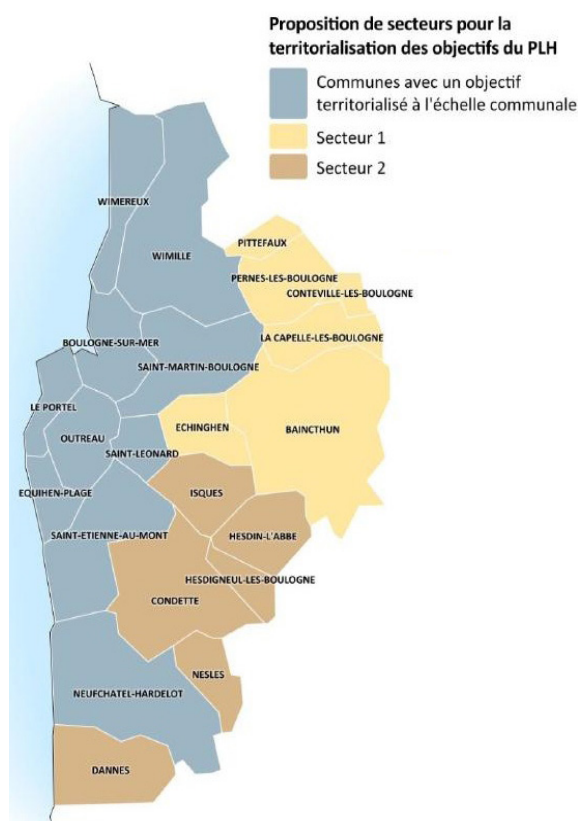 Proposition de secteurs pour la
territorialisation des objectifs du PLH
Communes avec un objectif
territorialisé à l'échelle communale
Secteur 1
Secteur 2
WIMEREUX
WIMILLE
PITTEFAUX
PERNES-LES-BOULOGNE
CONTEVILLE-LES-BOULOGNE
LA CAPELLE-LES-BOULOGNE
BOULOGNE-SUR-MER
SAINT-MARTIN-BOULOGNE
LE PORTEL
OUTREAU
ECHINGHEN
BAINCTHUN
SAINT-LEONARD
EQUIHEN-PLAGE
ISQUES
SAINT-ETIENNE-AU-MONT
HESDIN-L'ABBE
HESDIGNEUL-LES-BOULOGNE
CONDETTE
NESLES
NEUFCHATEL-HARDELOT
DANNES